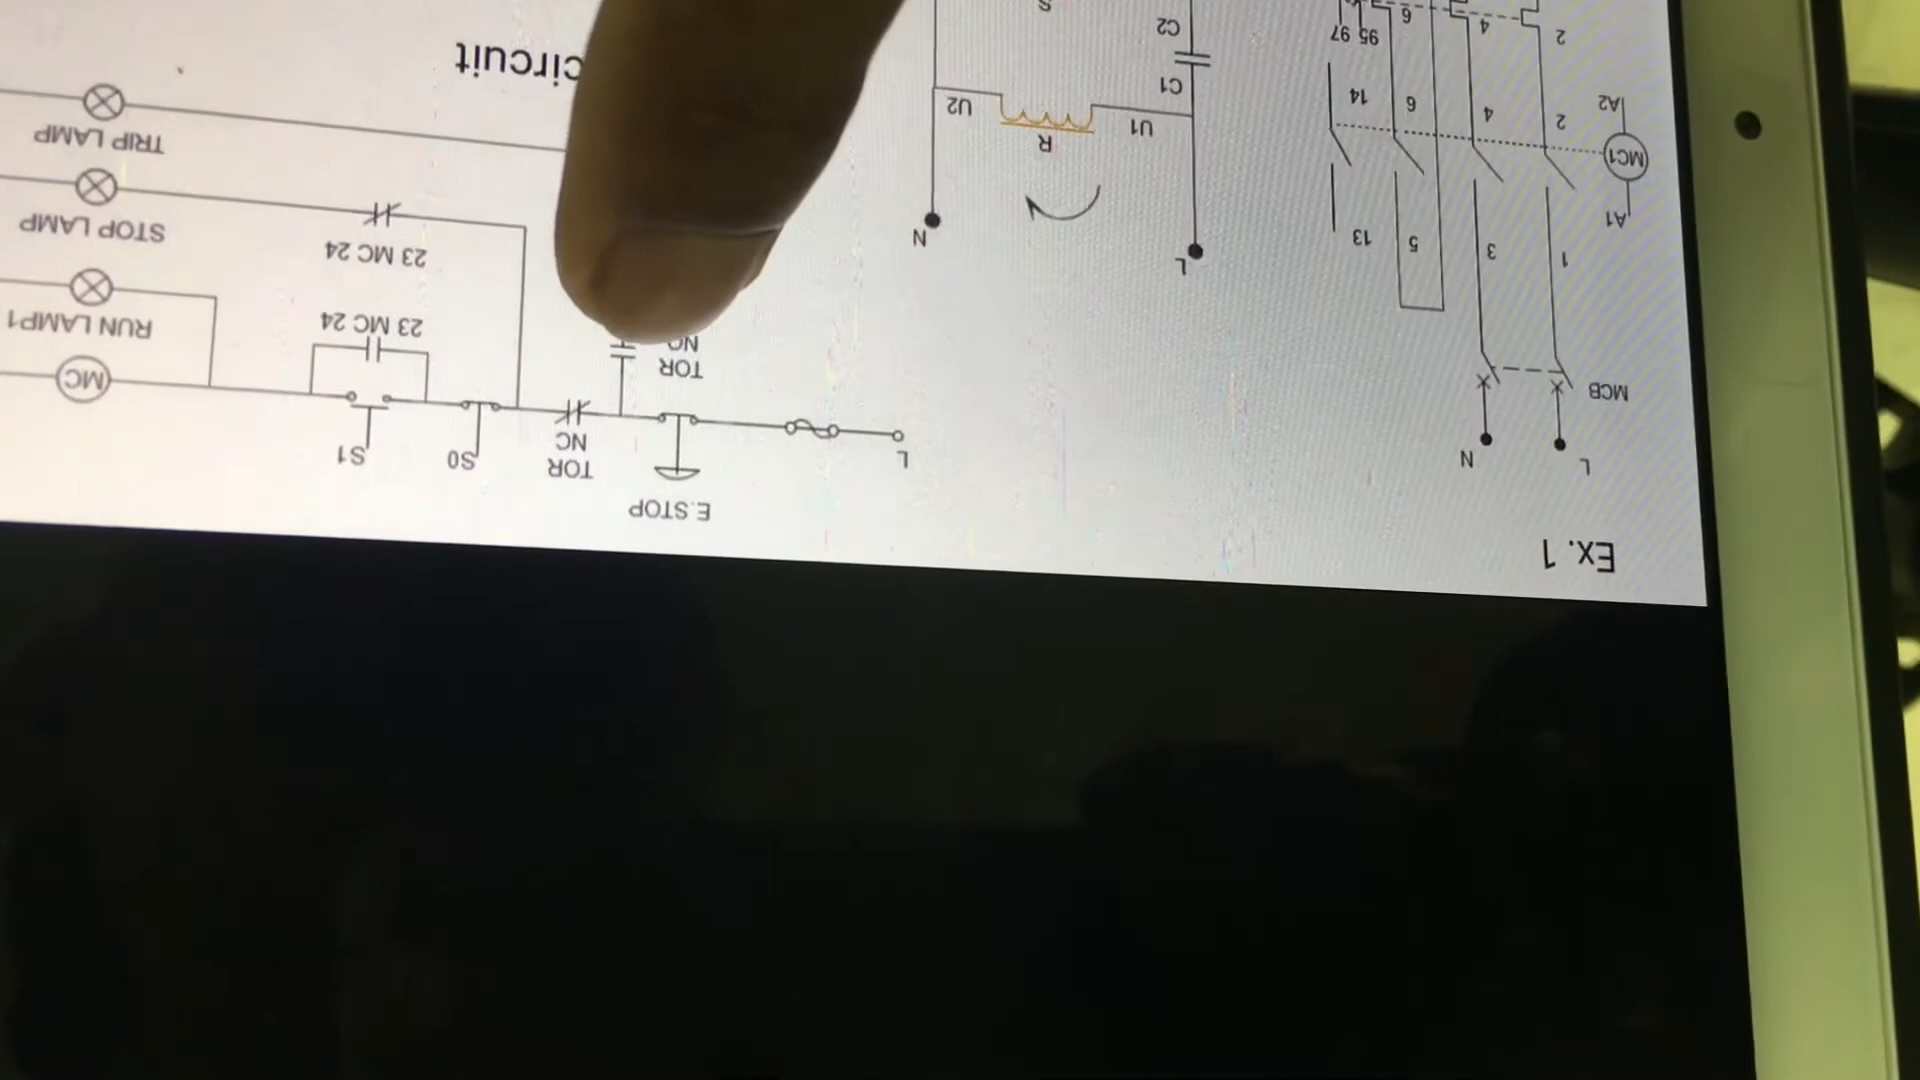 Ex. 1
L
N
MCB
1
3
5
13
A1
MC1
A2
2
4
6
14
2
4
6
95 97
L
N
R
U1
U2
C1
C2
S
L
E.STOP
TOR
NC
TOR
S0
S1
23 MC 24
23 MC 24
MC
RUN LAMP1
STOP LAMP
TRIP LAMP
circuit